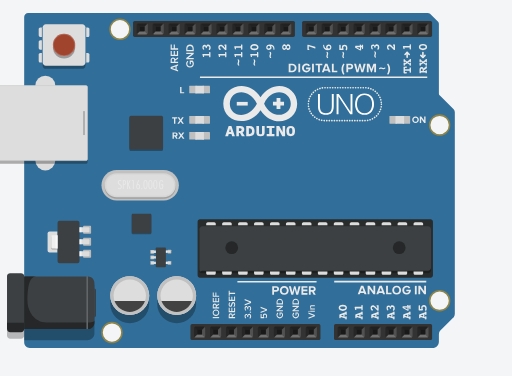 AREF
GND
13
12
~11
~10
~9
8
7
~6
~5
4
~3
2
TX→1
RX←0
DIGITAL (PWM~)
L
TX
RX
ARDUINO
UNO
ON
POWER
ANALOG IN
IOREF
RESET
3.3V
5V
GND
GND
Vin
A0
A1
A2
A3
A4
A5